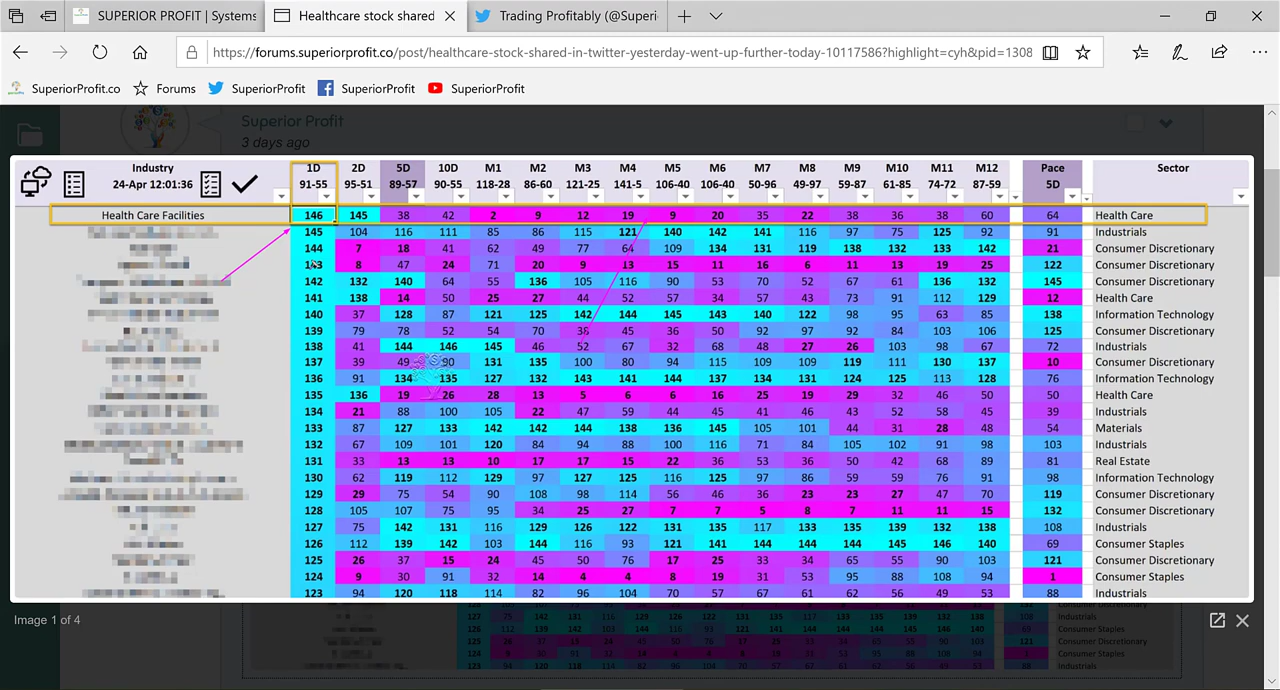 SUPERIOR PROFIT | Systems
Healthcare stock shared
Trading Profitably (@Superi
https://forums.superiorprofit.co/post/healthcare-stock-shared-in-twitter-yesterday-went-up-further-today-10117586?highlight=cyh&pid=1308
SuperiorProfit.co Forums SuperiorProfit SuperiorProfit SuperiorProfit
Superior Profit
3 days ago
Industry 1D 2D 5D 10D M1 M2 M3 M4 M5 M6 M7 M8 M9 M10 M11 M12 Pace Sector
24-Apr 12:01:36 91-55 95-51 89-57 90-55 118-28 86-60 121-25 141-5 106-40 106-40 50-96 49-97 59-87 61-85 74-72 87-59 5D
Health Care Facilities 146 145 38 42 2 9 12 19 9 20 35 22 38 36 38 60 64 Health Care
145 104 116 111 85 86 115 121 140 142 141 116 97 75 125 92 91 Industrials
144 7 18 41 62 49 77 64 109 134 131 119 138 132 133 142 21 Consumer Discretionary
143 8 47 24 71 20 9 13 15 11 16 6 11 13 19 25 122 Consumer Discretionary
142 132 140 64 55 136 105 116 90 53 70 52 67 61 136 132 145 Consumer Discretionary
141 138 14 50 25 27 44 52 57 34 57 43 73 91 112 129 12 Health Care
140 37 128 87 121 125 142 144 145 143 140 122 98 95 63 85 138 Information Technology
139 79 78 52 54 70 38 45 36 50 92 97 92 84 103 106 125 Consumer Discretionary
138 41 144 146 145 46 52 67 32 68 48 27 26 103 98 67 72 Industrials
137 39 49 90 131 135 100 80 94 115 109 109 119 111 130 137 10 Consumer Discretionary
136 91 134 135 127 132 143 141 144 137 134 131 124 125 113 128 76 Information Technology
135 136 19 26 28 13 5 6 6 16 25 19 29 32 46 50 50 Health Care
134 21 88 100 105 22 47 59 44 45 41 46 43 52 58 45 39 Industrials
133 87 127 133 142 142 144 138 136 145 105 101 44 31 28 48 54 Materials
132 67 109 101 120 84 94 88 100 116 71 84 105 102 91 98 103 Industrials
131 33 13 13 10 17 17 15 22 36 53 36 50 42 68 89 81 Real Estate
130 62 119 112 129 97 127 125 116 125 97 86 59 59 76 91 98 Information Technology
129 29 75 54 90 108 98 114 56 46 36 23 23 27 47 70 119 Consumer Discretionary
128 105 107 75 95 34 25 27 7 7 5 8 7 11 11 15 132 Consumer Discretionary
127 75 142 131 116 129 126 122 131 135 117 133 135 139 132 138 108 Industrials
126 112 139 142 103 144 116 93 121 141 144 144 144 145 146 140 69 Consumer Staples
125 26 37 15 24 45 50 76 17 25 33 34 65 55 90 103 121 Consumer Discretionary
124 9 30 91 32 14 4 4 8 19 31 53 95 88 108 94 1 Consumer Staples
123 94 120 118 114 82 96 104 70 57 67 61 62 56 49 53 88 Industrials
Image 1 of 4